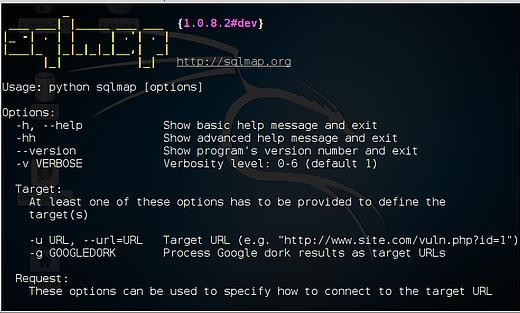 sqlmap {1.0.8.2#dev}
http://sqlmap.org
Usage: python sqlmap [options]
Options:
-h, --help Show basic help message and exit
-hh Show advanced help message and exit
--version Show program's version number and exit
-v VERBOSE Verbosity level: 0-6 (default 1)
Target:
At least one of these options has to be provided to define the
target(s)
-u URL, --url=URL Target URL (e.g. "http://www.site.com/vuln.php?id=1")
-g GOOGLEDORK Process Google dork results as target URLs
Request:
These options can be used to specify how to connect to the target URL